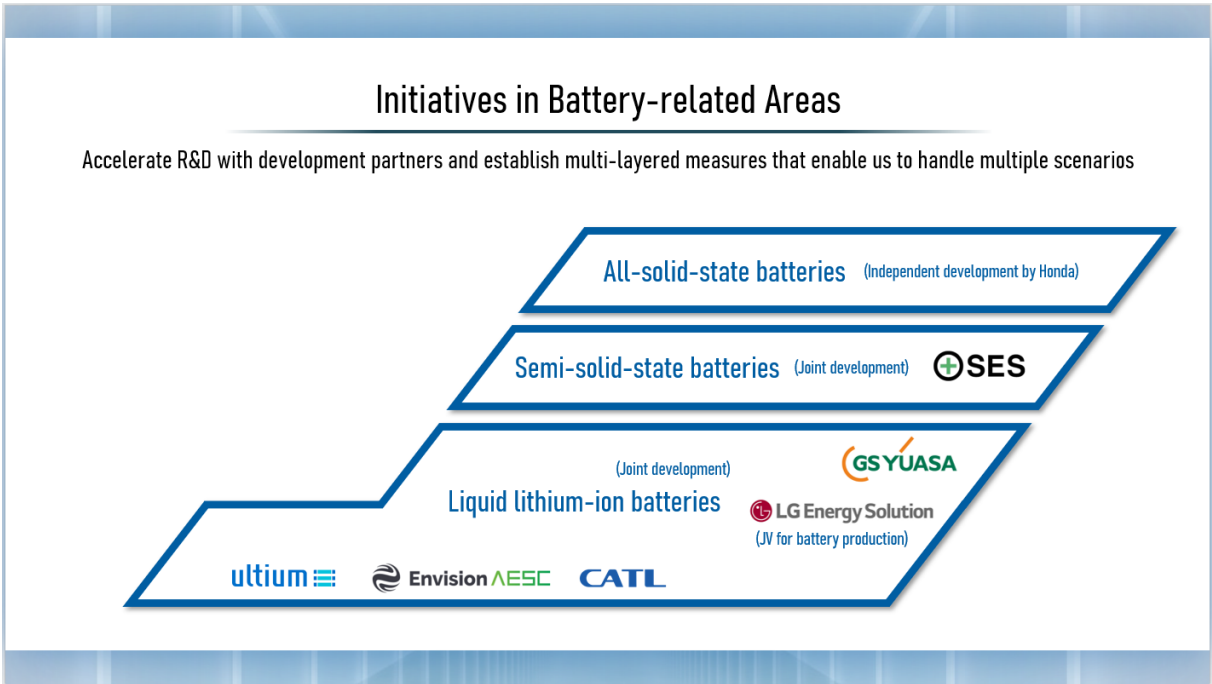 Initiatives in Battery-related Areas
Accelerate R&D with development partners and establish multi-layered measures that enable us to handle multiple scenarios
All-solid-state batteries (Independent development by Honda)
Semi-solid-state batteries (Joint development) SES
GS YUASA
(Joint development)
Liquid lithium-ion batteries
LG Energy Solution
(JV for battery production)
ultium
Envision AESC
CATL